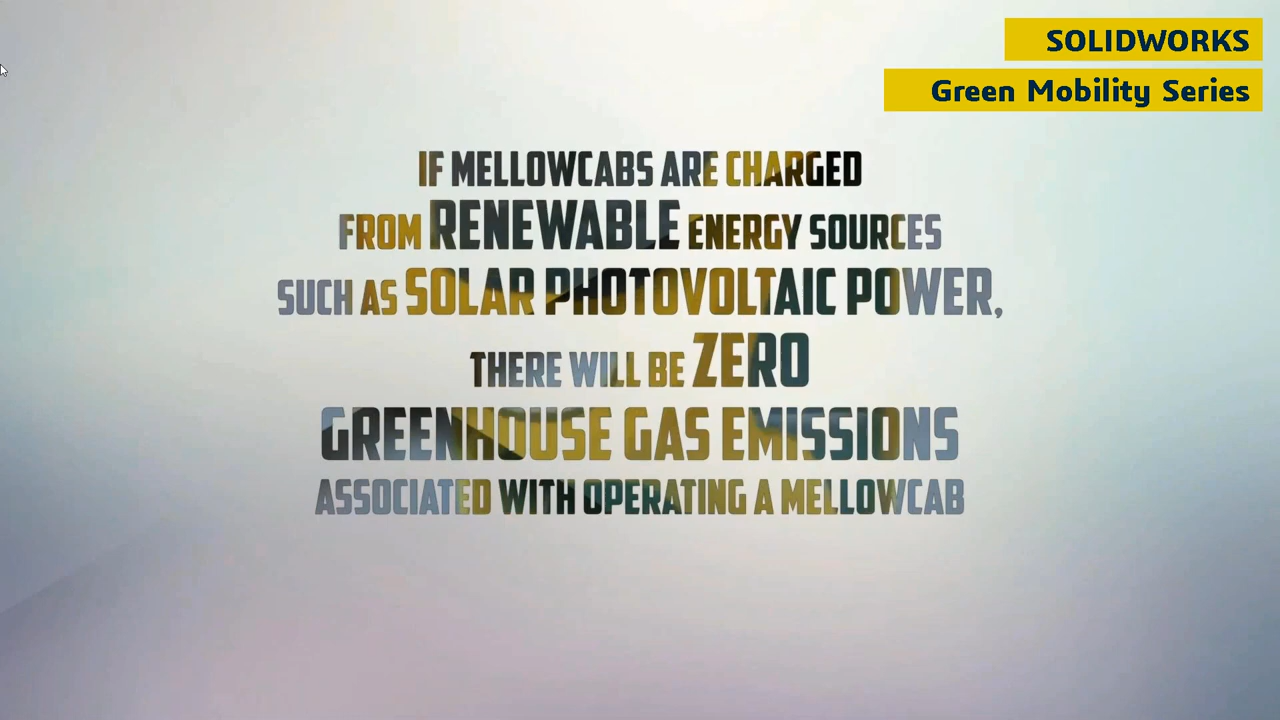 SOLIDWORKS
Green Mobility Series
IF MELLOWCABS ARE CHARGED
FROM RENEWABLE ENERGY SOURCES
SUCH AS SOLAR PHOTOVOLTAIC POWER,
THERE WILL BE ZERO
GREENHOUSE GAS EMISSIONS
ASSOCIATED WITH OPERATING A MELLOWCAB